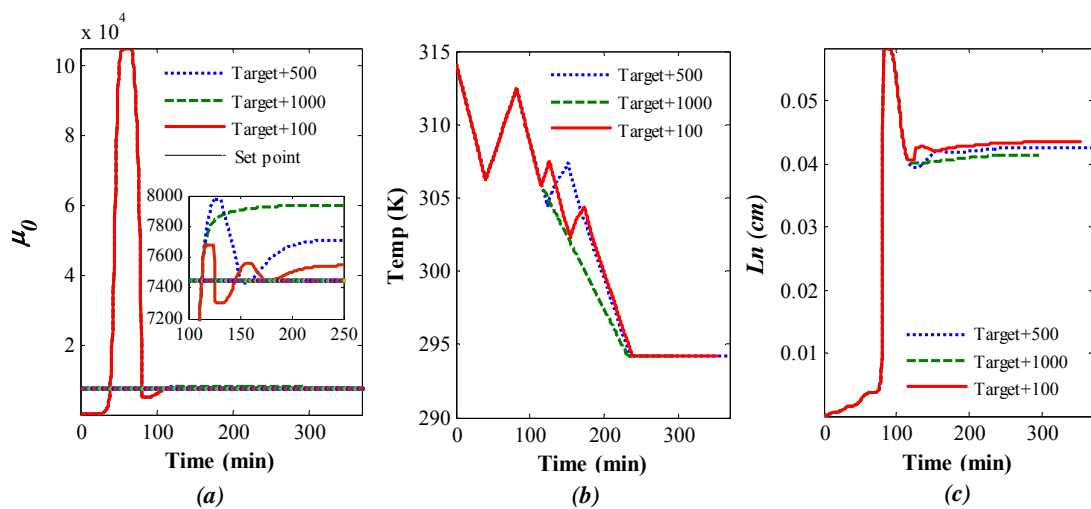 x 10⁴
10
8
6
4
2
μ₀
0
100
200
300
Time (min)
(a)
Target+500
Target+1000
Target+100
Set point
8000
7800
7600
7400
7200
100
150
200
250
315
310
305
300
295
290
Temp (K)
0
100
200
300
Time (min)
(b)
Target+500
Target+1000
Target+100
0.05
0.04
0.03
0.02
0.01
Ln (cm)
0
100
200
300
Time (min)
(c)
Target+500
Target+1000
Target+100